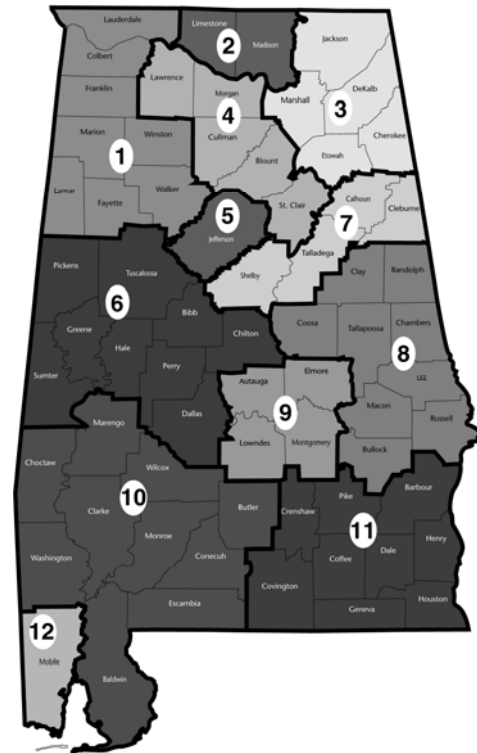 Lauderdale
Limestone
Madison
Jackson
2
Colbert
Lawrence
Franklin
Morgan
Marshall
DeKalb
3
4
Cullman
Cherokee
Marion
Winston
1
Etowah
Blount
Lamar
Walker
Fayette
St. Clair
Calhoun
Cleburne
5
7
Jefferson
Talladega
Shelby
Pickens
Tuscaloosa
Clay
Randolph
6
Bibb
Chilton
Greene
Hale
Coosa
Tallapoosa
Chambers
8
Perry
Sumter
LEE
Elmore
Autauga
Dallas
9
Macon
Russell
Marengo
Lowndes
Montgomery
Bullock
Choctaw
Wilcox
10
Clarke
Butler
Crenshaw
Pike
Barbour
11
Monroe
Henry
Washington
Conecuh
Coffee
Dale
Covington
Escambia
Geneva
Houston
12
Mobile
Baldwin